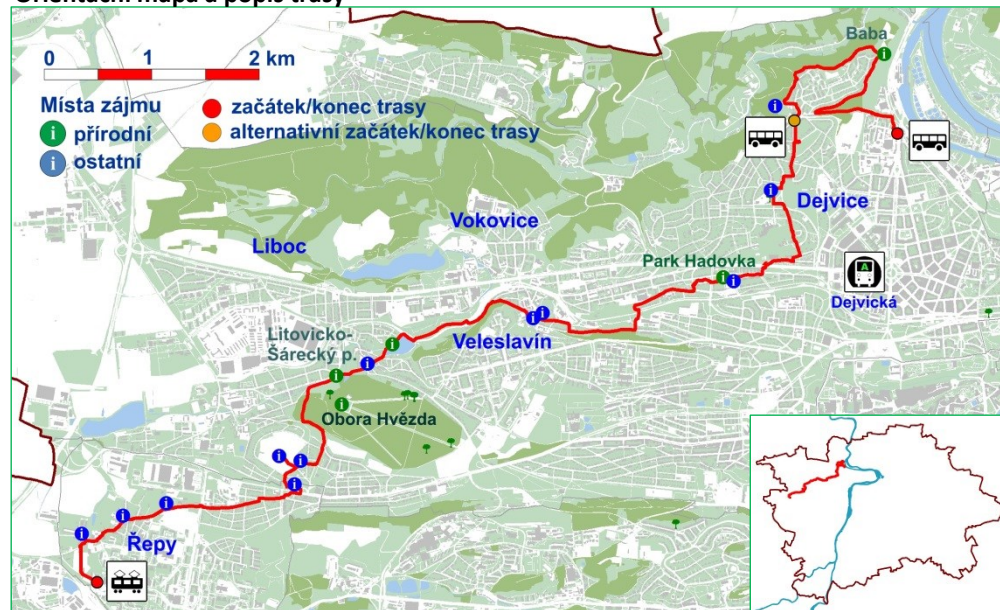 Orientační mapa a popis trasy
0 1 2 km
Místa zájmu
přírodní
ostatní
začátek/konec trasy
alternativní začátek/konec trasy
Baba
Dejvice
Vokovice
Liboc
Park Hadovka
A
Dejvická
Litovicko-
Šárecký p.
Veleslavín
Obora Hvězda
Řepy